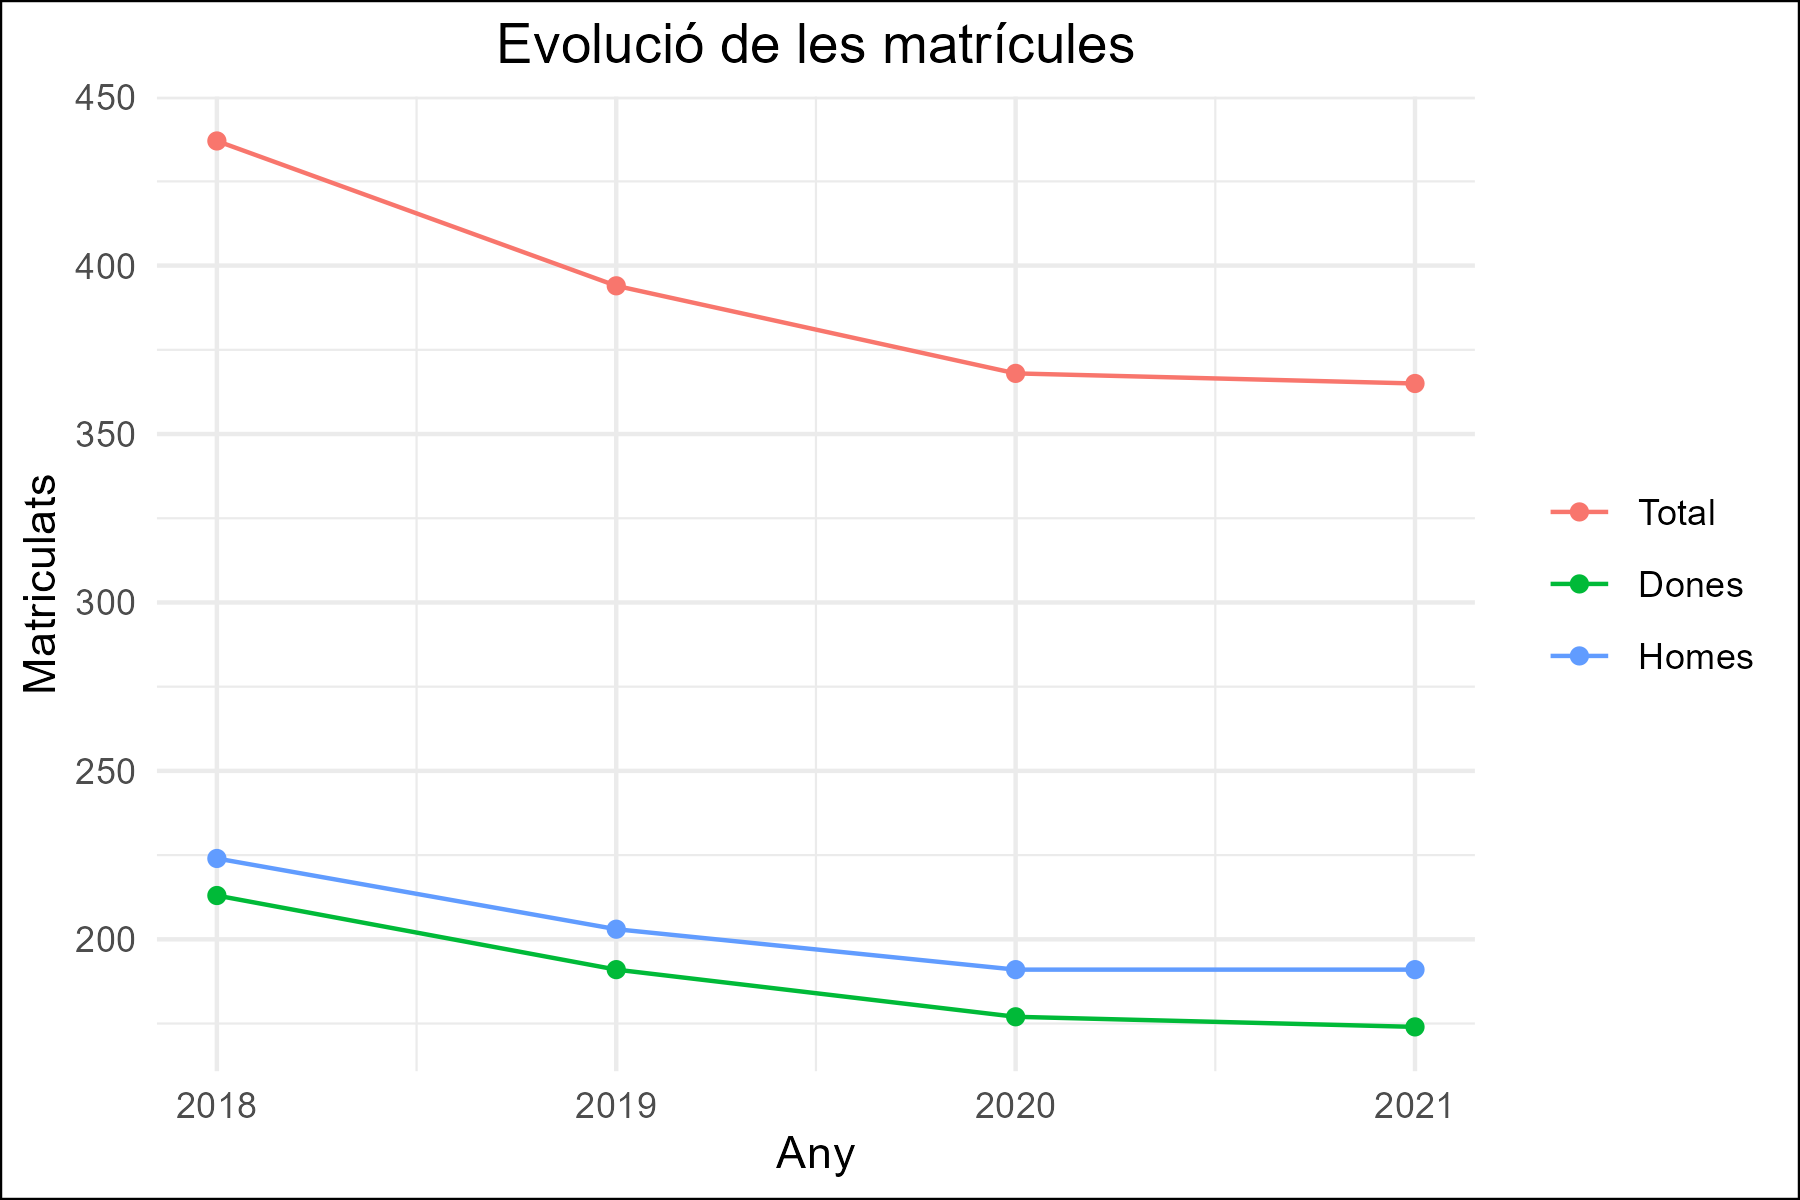 Evolució de les matrícules
450
400
350
300
250
200
Matriculats
2018 2019 2020 2021
Any
Total
Dones
Homes